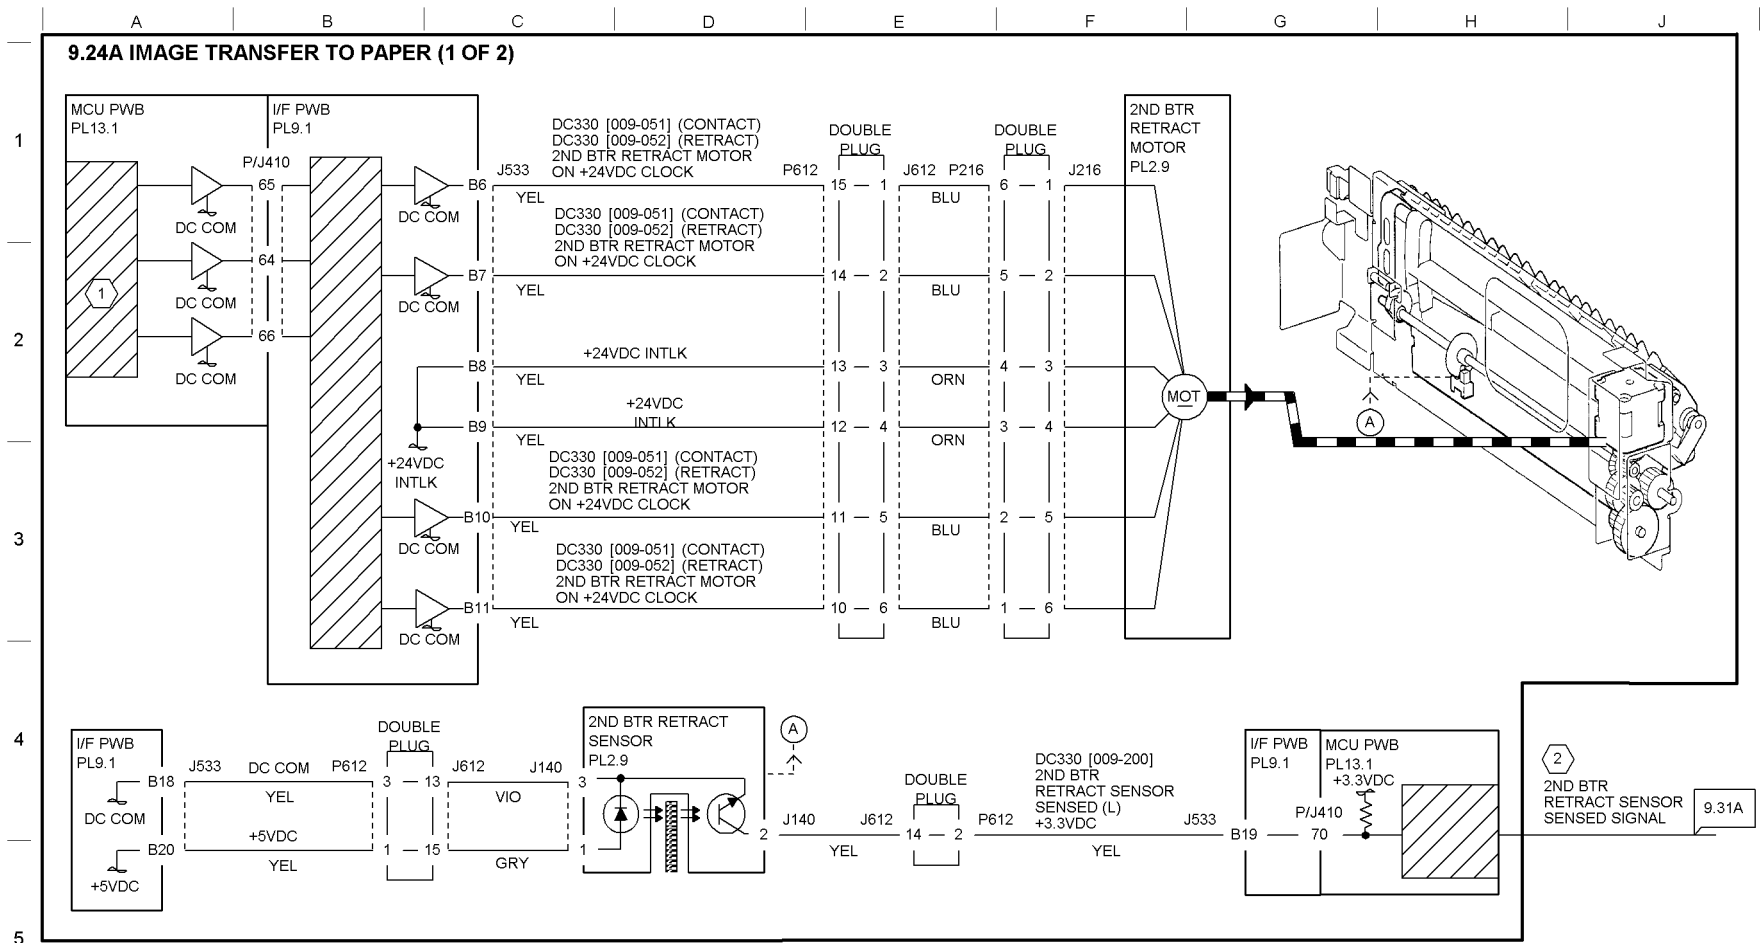 A B C D E F G H J
9.24A IMAGE TRANSFER TO PAPER (1 OF 2)
1
2
3
4
5
MCU PWB
PL13.1
1
I/F PWB
PL9.1
P/J410
65
64
66
DC COM
DC COM
DC COM
DC COM
DC COM
+24VDC
INTLK
DC COM
DC COM
J533
B6
B7
B8
B9
B10
B11
DC330 [009-051] (CONTACT)
DC330 [009-052] (RETRACT)
2ND BTR RETRACT MOTOR
ON +24VDC CLOCK
YEL
DC330 [009-051] (CONTACT)
DC330 [009-052] (RETRACT)
2ND BTR RETRACT MOTOR
ON +24VDC CLOCK
YEL
+24VDC INTLK
YEL
+24VDC
INTLK
YEL
DC330 [009-051] (CONTACT)
DC330 [009-052] (RETRACT)
2ND BTR RETRACT MOTOR
ON +24VDC CLOCK
YEL
DC330 [009-051] (CONTACT)
DC330 [009-052] (RETRACT)
2ND BTR RETRACT MOTOR
ON +24VDC CLOCK
YEL
DOUBLE
PLUG
P612 J612
15 1
14 2
13 3
12 4
11 5
10 6
BLU
BLU
ORN
ORN
BLU
BLU
DOUBLE
PLUG
P216 J216
6 1
5 2
4 3
3 4
2 5
1 6
2ND BTR
RETRACT
MOTOR
PL2.9
MOT
A
I/F PWB
PL9.1
B18
DC COM
B20
+5VDC
J533 DC COM P612
YEL
+5VDC
YEL
DOUBLE
PLUG
3 13
1 15
J612 J140
VIO
GRY
3
1
2ND BTR RETRACT
SENSOR
PL2.9
2
A
J140 J612
YEL
DOUBLE
PLUG
14 2
P612
DC330 [009-200]
2ND BTR
RETRACT SENSOR
SENSED (L)
+3.3VDC
J533
YEL
I/F PWB
PL9.1
B19
P/J410
70
MCU PWB
PL13.1
+3.3VDC
2
2ND BTR
RETRACT SENSOR
SENSED SIGNAL
9.31A